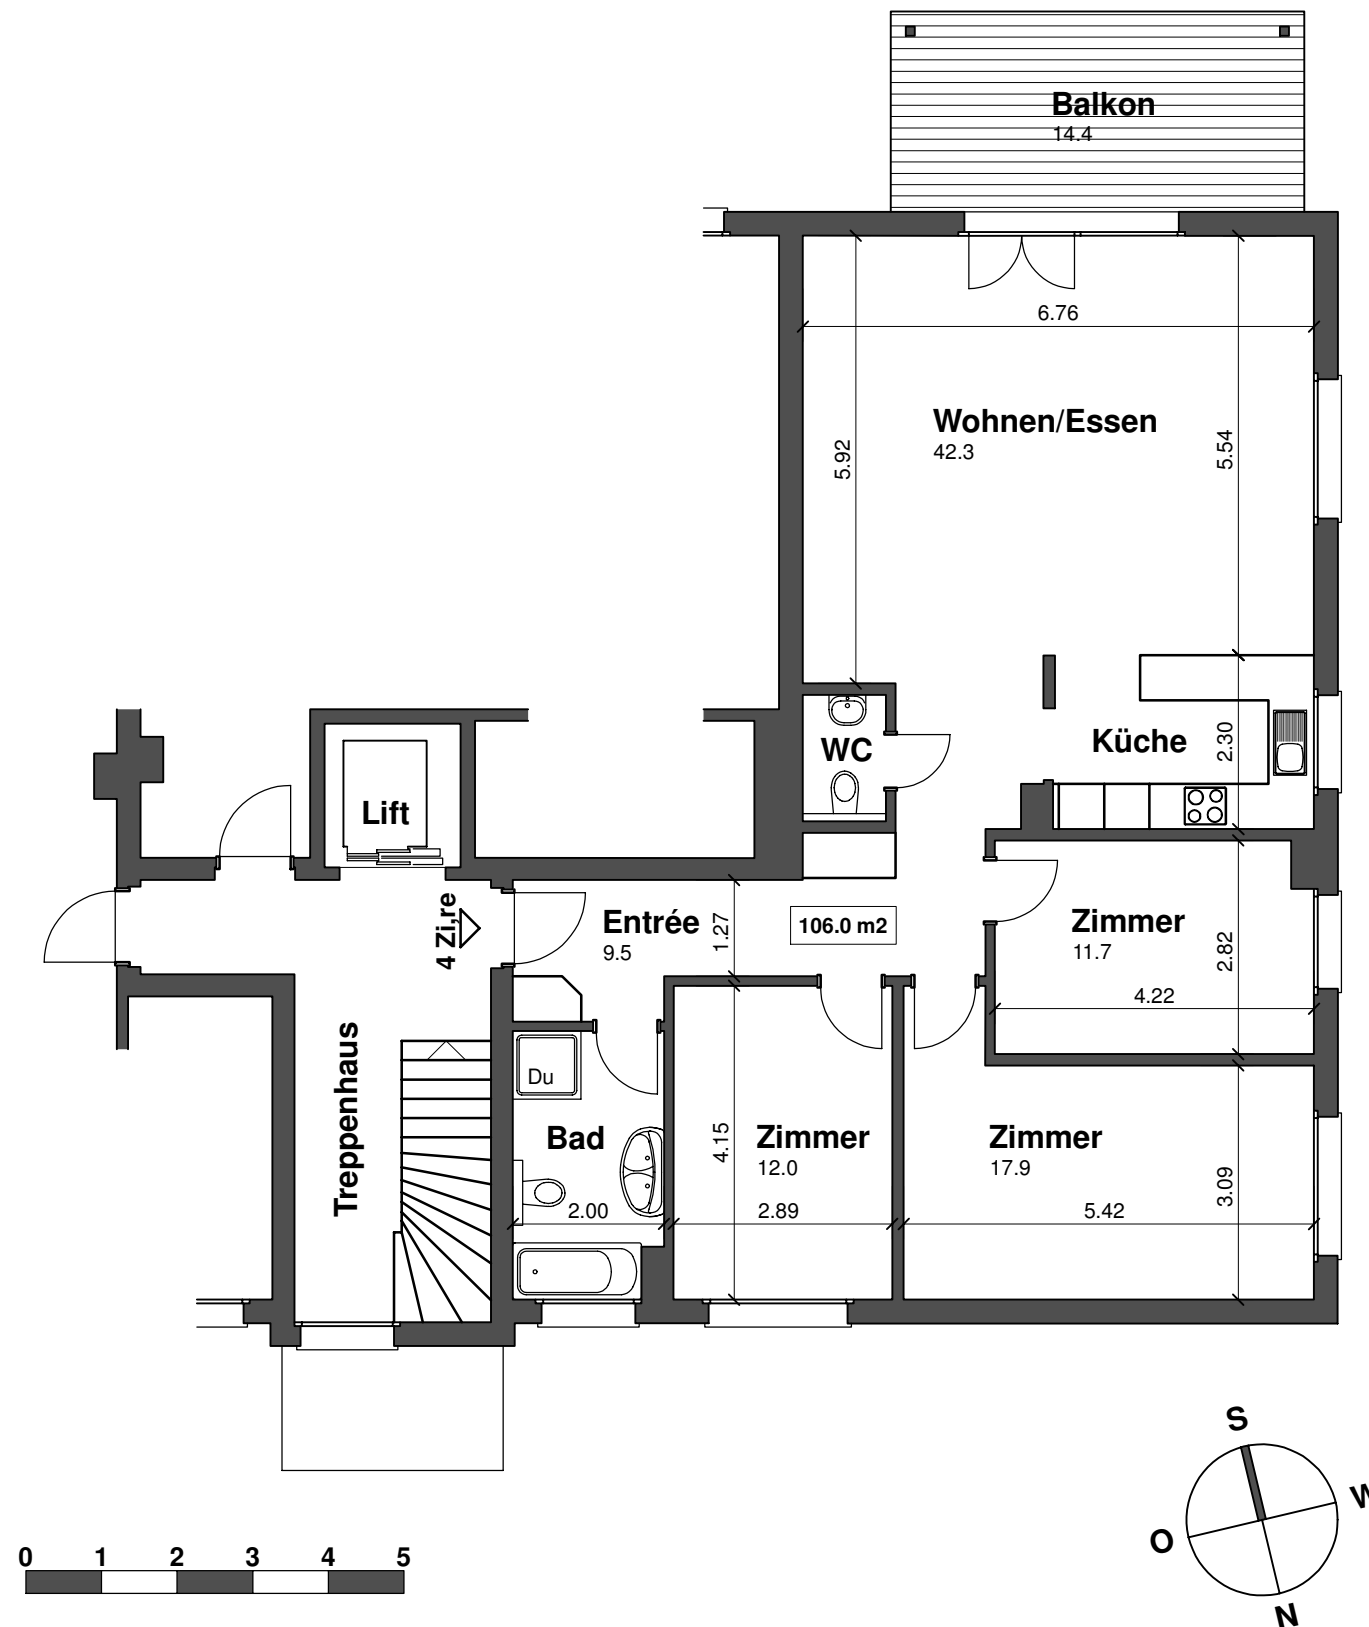 Balkon
14.4
6.76
Wohnen/Essen
42.3
5.92
5.54
WC
Küche
2.30
Lift
4 Zi,re
Entrée
9.5
1.27
106.0 m2
Zimmer
11.7
2.82
4.22
Treppenhaus
Du
Bad
2.00
4.15
Zimmer
12.0
2.89
Zimmer
17.9
3.09
5.42
S
W
O
N
0 1 2 3 4 5